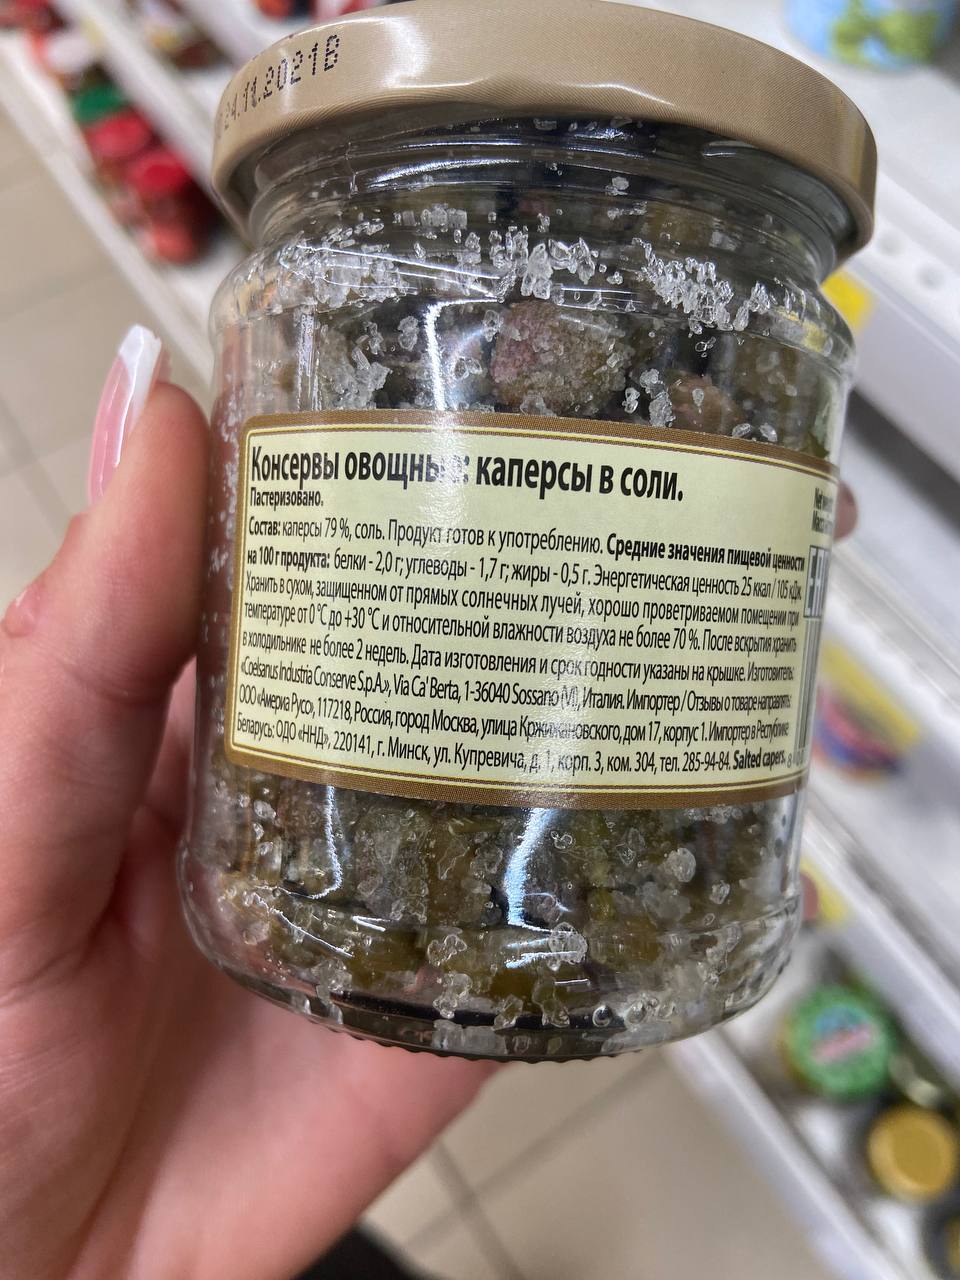 24.11.2021В
Консервы овощные: каперсы в соли.
Пастеризовано.
Состав: каперсы 79 %, соль. Продукт готов к употреблению. Средние значения пищевой ценности
на 100 г продукта: белки - 2,0 г; углеводы - 1,7 г; жиры - 0,5 г. Энергетическая ценность 25 ккал / 105 кДж.
Хранить в сухом, защищенном от прямых солнечных лучей, хорошо проветриваемом помещении при
температуре от 0 °С до +30 °С и относительной влажности воздуха не более 70 %. После вскрытия хранить
в холодильнике не более 2 недель. Дата изготовления и срок годности указаны на крышке. Изготовитель:
«Coelsanus Industria Conserve S.p.A.», Via Ca' Berta, 1-36040 Sossano (VI), Италия. Импортер / Отзывы о товаре направлять:
ООО «Америа Русс», 117218, Россия, город Москва, улица Кржижановского, дом 17, корпус 1. Импортер в Республике
Беларусь: ОДО «ННД», 220141, г. Минск, ул. Купревича, д. 1, корп. 3, ком. 304, тел. 285-94-84. Salted capers.
Net
Масса
ЕАС
8